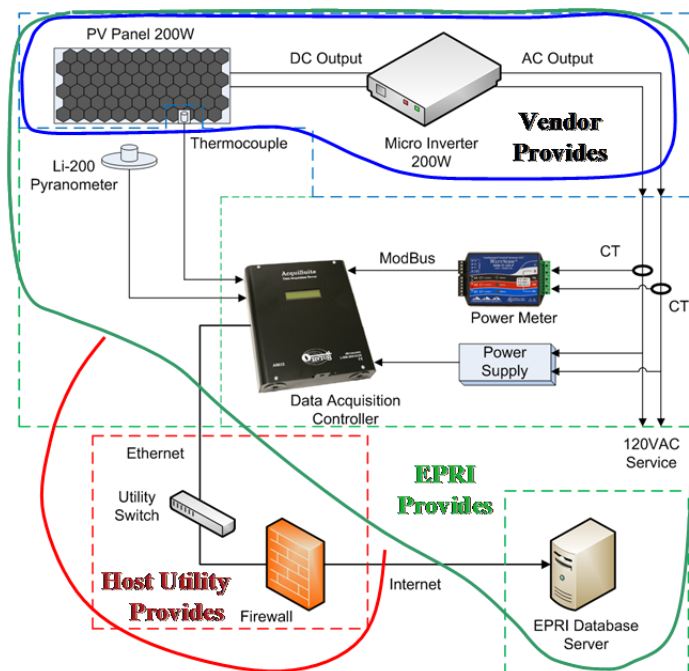 PV Panel 200W
DC Output
AC Output
Thermocouple
Micro Inverter
200W
Vendor
Provides
Li-200
Pyranometer
AcquiSuite
ModBus
CT
CT
Power Meter
Power
Supply
Data Acquisition
Controller
120VAC
Service
Ethernet
Utility
Switch
EPRI
Provides
Host Utility
Provides
Firewall
Internet
EPRI Database
Server